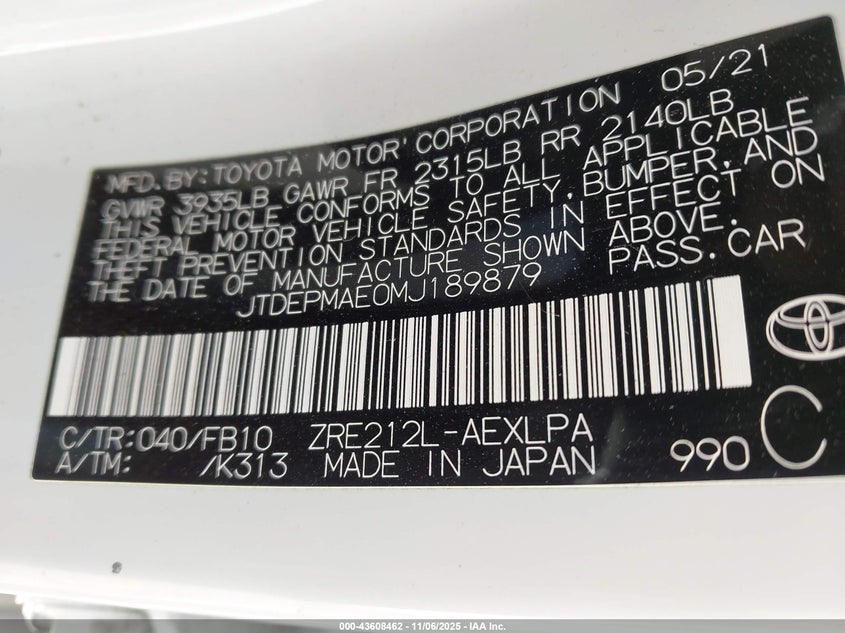 MFD. BY: TOYOTA MOTOR CORPORATION 05/21
GVWR 3935LB GAWR FR 2315LB RR 2140LB
THIS VEHICLE CONFORMS TO ALL APPLICABLE
FEDERAL MOTOR VEHICLE SAFETY, BUMPER, AND
THEFT PREVENTION STANDARDS IN EFFECT ON
THE DATE OF MANUFACTURE SHOWN ABOVE.
JTDEPMAE0MJ189879 PASS. CAR
C/TR: 040/FB10 ZRE212L-AEXLPA
A/TM: /K313 MADE IN JAPAN 990 C
000-43608462 - 11/06/2025 - IAA Inc.